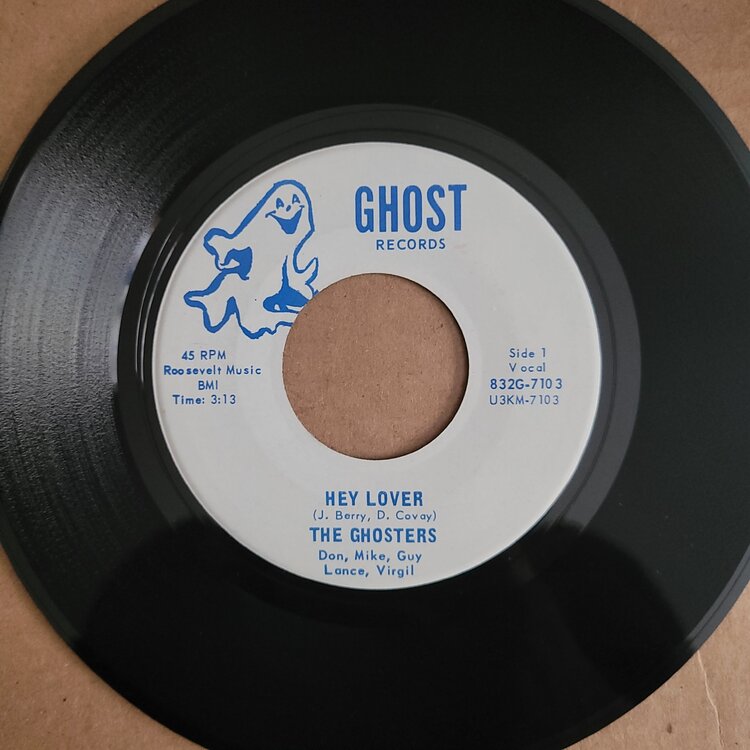 GHOST
RECORDS
45 RPM
Roosevelt Music
BMI
Time: 3:13
Side 1
Vocal
832G-7103
U3KM-7103
HEY LOVER
(J. Berry, D. Covay)
THE GHOSTERS
Don, Mike, Guy
Lance, Virgil